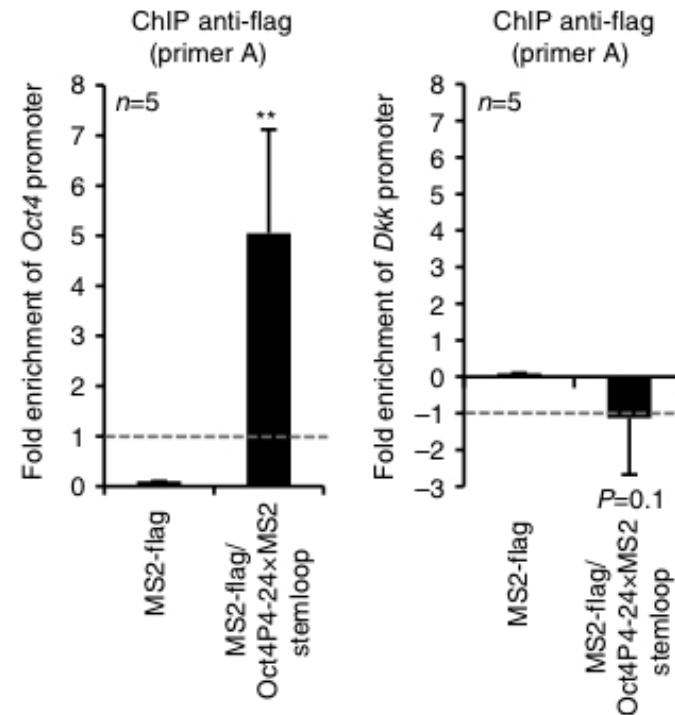 ChIP anti-flag
(primer A)
Fold enrichment of Oct4 promoter
8
7
6
5
4
3
2
1
0
n=5
**
MS2-flag
MS2-flag/
Oct4P4-24×MS2
stemloop
ChIP anti-flag
(primer A)
Fold enrichment of Dkk promoter
8
7
6
5
4
3
2
1
0
−1
−2
−3
n=5
P=0.1
MS2-flag
MS2-flag/
Oct4P4-24×MS2
stemloop